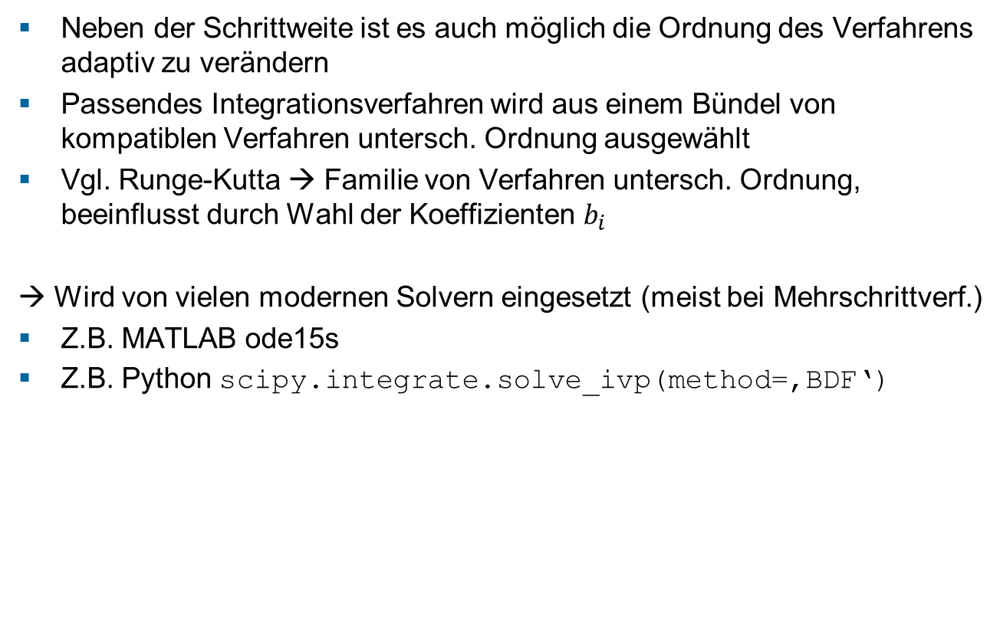 ▪ Neben der Schrittweite ist es auch möglich die Ordnung des Verfahrens
adaptiv zu verändern
▪ Passendes Integrationsverfahren wird aus einem Bündel von
kompatiblen Verfahren untersch. Ordnung ausgewählt
▪ Vgl. Runge-Kutta → Familie von Verfahren untersch. Ordnung,
beeinflusst durch Wahl der Koeffizienten 𝑏ᵢ
→ Wird von vielen modernen Solvern eingesetzt (meist bei Mehrschrittverf.)
▪ Z.B. MATLAB ode15s
▪ Z.B. Python scipy.integrate.solve_ivp(method=‚BDF‘)